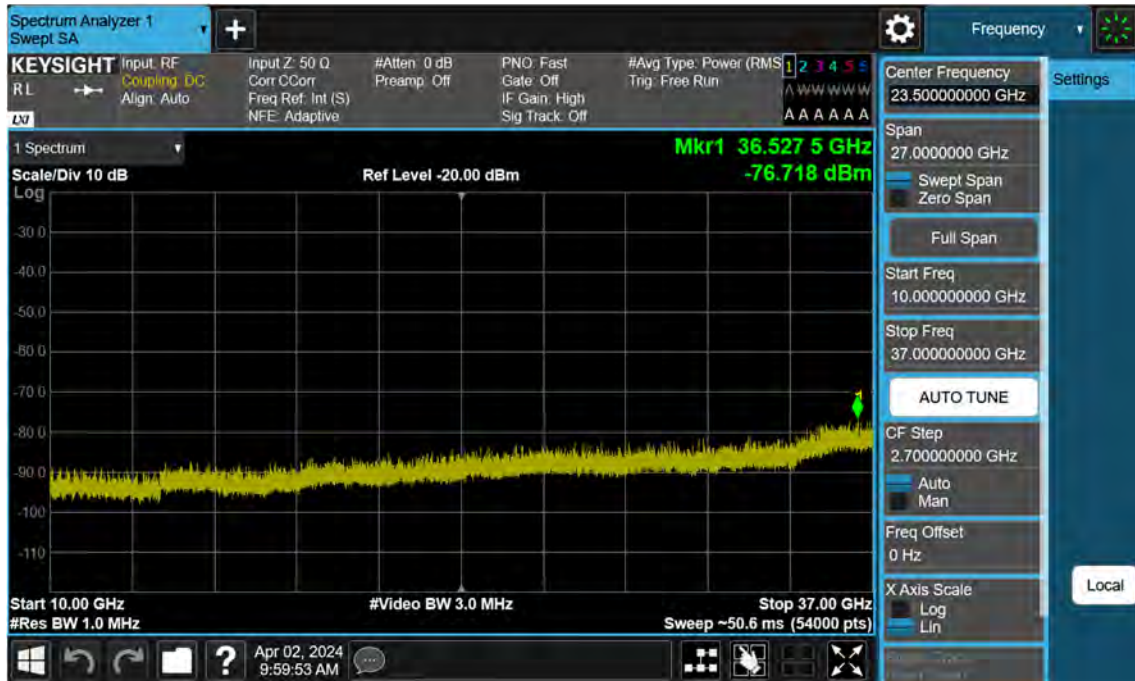 Spectrum Analyzer 1
Swept SA
+
Frequency
KEYSIGHT
RL
LXI
Input: RF
Coupling: DC
Align: Auto
Input Z: 50 Ω
Corr CCorr
Freq Ref: Int (S)
NFE: Adaptive
#Atten: 0 dB
Preamp: Off
PNO: Fast
Gate: Off
IF Gain: High
Sig Track: Off
#Avg Type: Power (RMS
Trig: Free Run
1 2 3 4 5 6
A W W W W W
A A A A A A
1 Spectrum
Mkr1 36.527 5 GHz
Scale/Div 10 dB
Ref Level -20.00 dBm
-76.718 dBm
Log
-30.0
-40.0
-50.0
-60.0
-70.0
1
-80.0
-90.0
-100
-110
Start 10.00 GHz
#Video BW 3.0 MHz
Stop 37.00 GHz
#Res BW 1.0 MHz
Sweep ~50.6 ms (54000 pts)
Center Frequency
23.500000000 GHz
Settings
Span
27.0000000 GHz
Swept Span
Zero Span
Full Span
Start Freq
10.000000000 GHz
Stop Freq
37.000000000 GHz
AUTO TUNE
CF Step
2.700000000 GHz
Auto
Man
Freq Offset
0 Hz
X Axis Scale
Log
Lin
Local
?
Apr 02, 2024
9:59:53 AM